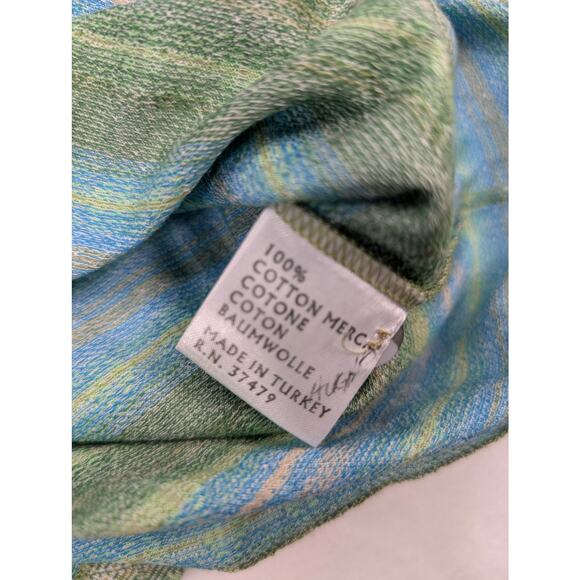 100%
COTTON MERC
COTONE
COTON
BAUMWOLLE
MADE IN TURKEY
R.N. 37479